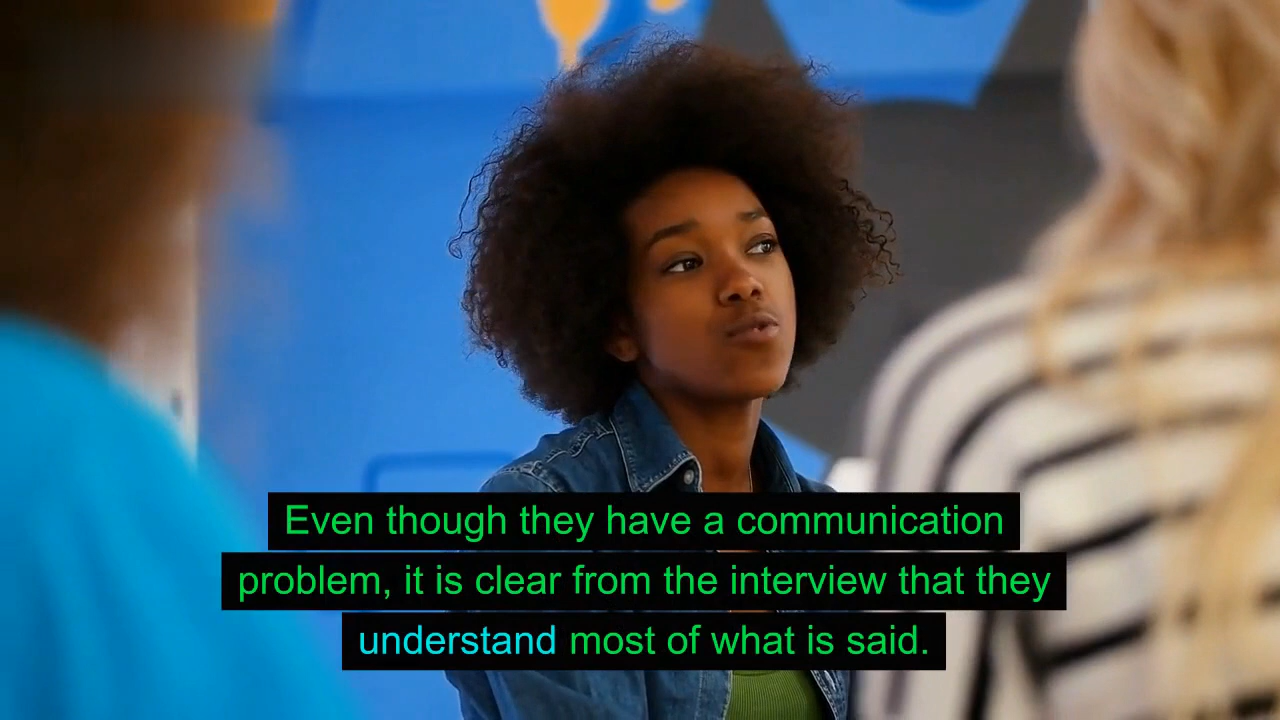 Even though they have a communication
problem, it is clear from the interview that they
understand most of what is said.